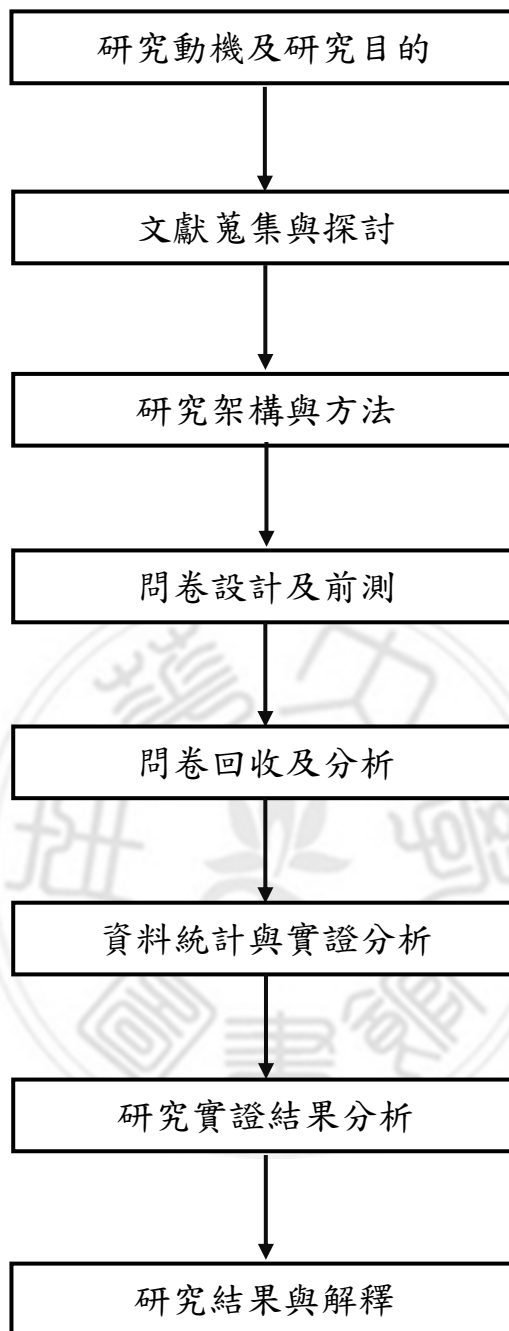 研究動機及研究目的
文獻蒐集與探討
研究架構與方法
問卷設計及前測
問卷回收及分析
資料統計與實證分析
研究實證結果分析
研究結果與解釋